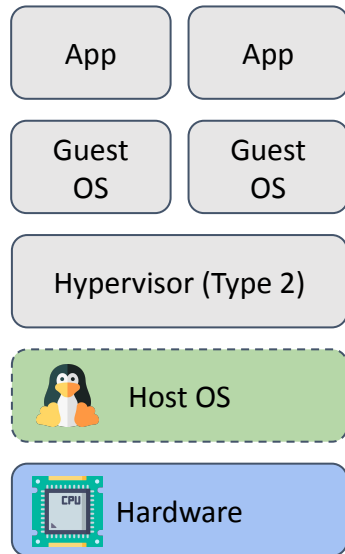 App App
Guest Guest
OS OS
Hypervisor (Type 2)
Host OS
CPU
Hardware